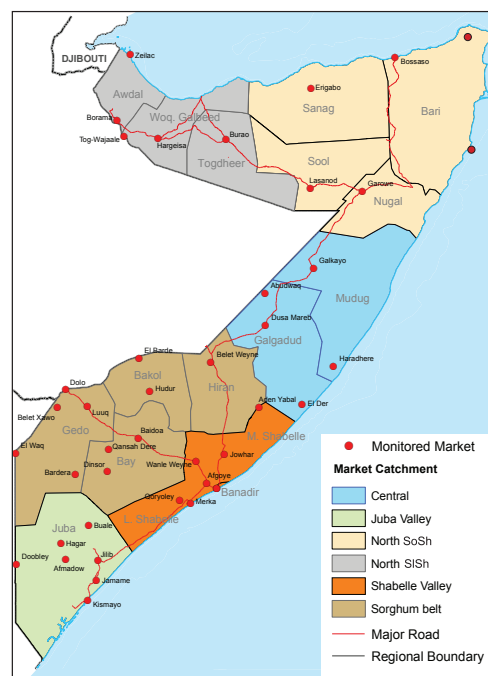 DJIBOUTI
Zeilac
Bossaso
Awdal
Erigabo
Sanag
Bari
Borama
Woq. Galbeed
Tog-Wajaale
Hargeisa
Burao
Togdheer
Sool
Lasanod
Garowe
Nugal
Galkayo
Abudwaq
Mudug
Dusa Mareb
Galgadud
El Barde
Belet Weyne
Haradhere
Bakol
Hiran
Dolo
Hudur
Aden Yabal
El Der
Belet Xawo
Luuq
Gedo
Baidoa
M. Shabelle
El Waq
Qansah Dere
Bay
Wanle Weyne
Jowhar
Dinsor
Bardera
Afgoye
Banadir
Qoryoley
Merka
L. Shabelle
Juba
Buale
Hagar
Doobley
Afmadow
Jilib
Jamame
Kismayo
Monitored Market
Market Catchment
Central
Juba Valley
North SoSh
North SlSh
Shabelle Valley
Sorghum belt
Major Road
Regional Boundary